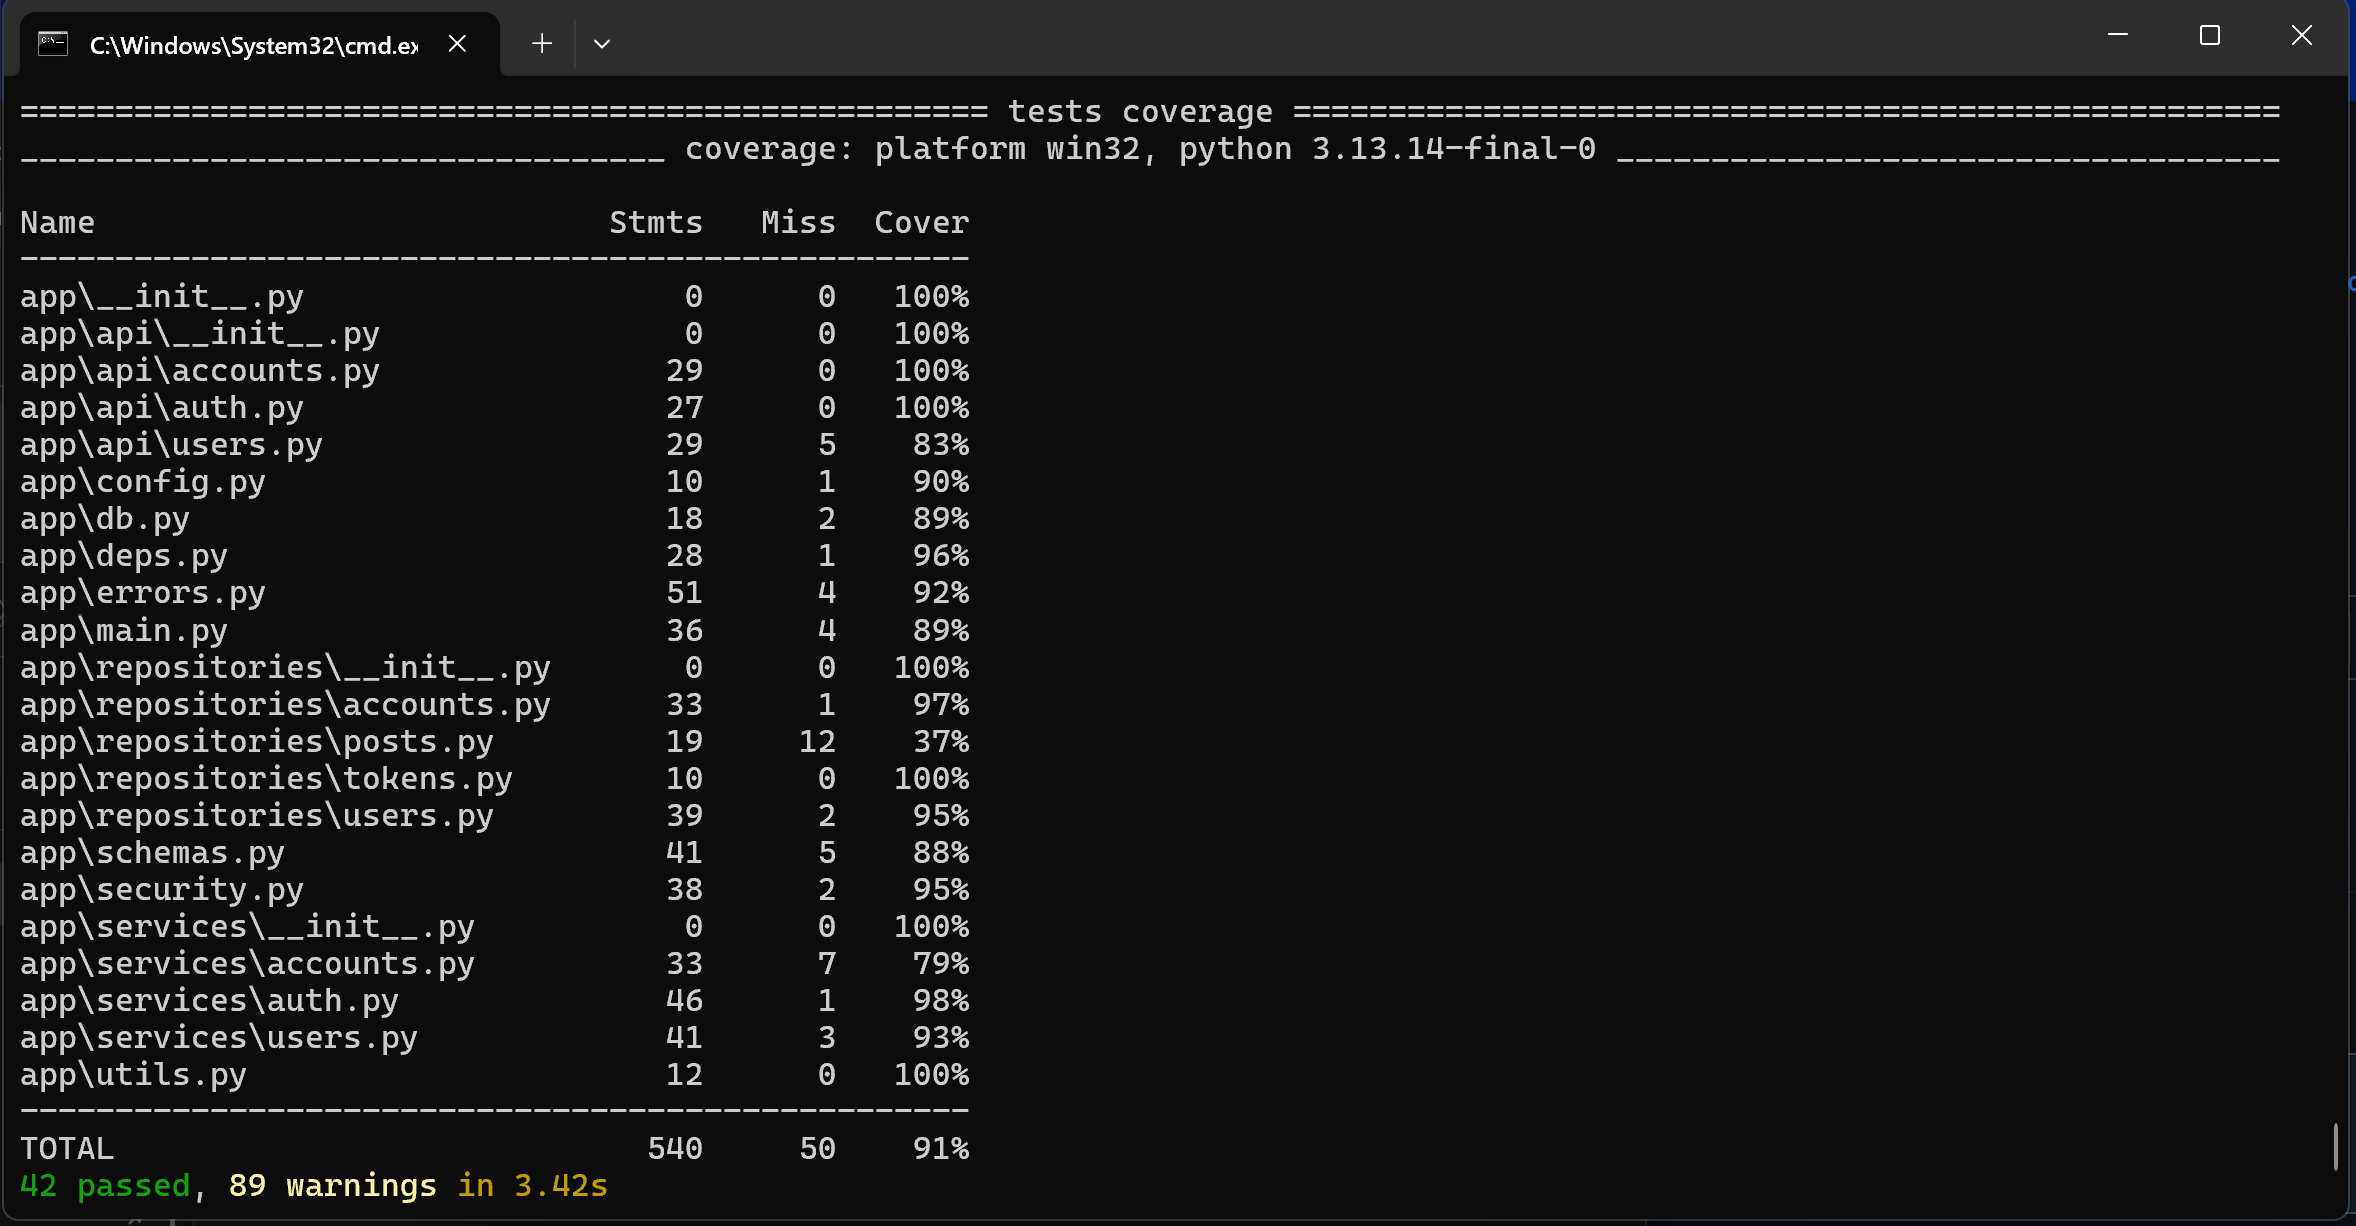 C:\Windows\System32\cmd.ex
================================================== tests coverage ===================================================
__________________________________ coverage: platform win32, python 3.13.14-final-0 ___________________________________
Name                               Stmts   Miss  Cover
--------------------------------------------------
app\__init__.py                        0      0   100%
app\api\__init__.py                    0      0   100%
app\api\accounts.py                   29      0   100%
app\api\auth.py                       27      0   100%
app\api\users.py                      29      5    83%
app\config.py                         10      1    90%
app\db.py                             18      2    89%
app\deps.py                           28      1    96%
app\errors.py                         51      4    92%
app\main.py                           36      4    89%
app\repositories\__init__.py           0      0   100%
app\repositories\accounts.py          33      1    97%
app\repositories\posts.py             19     12    37%
app\repositories\tokens.py            10      0   100%
app\repositories\users.py             39      2    95%
app\schemas.py                        41      5    88%
app\security.py                       38      2    95%
app\services\__init__.py               0      0   100%
app\services\accounts.py              33      7    79%
app\services\auth.py                  46      1    98%
app\services\users.py                 41      3    93%
app\utils.py                          12      0   100%
--------------------------------------------------
TOTAL                                540     50    91%
42 passed, 89 warnings in 3.42s